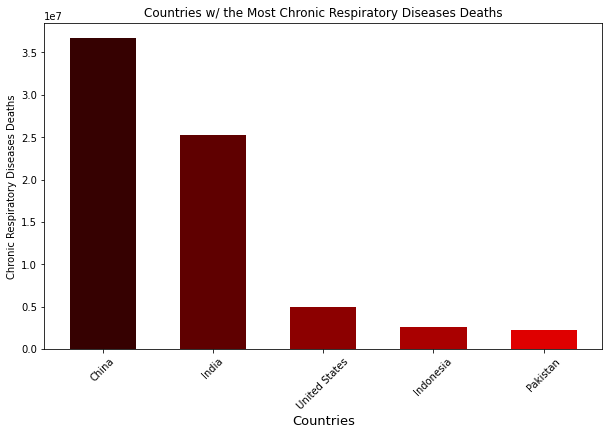 Countries w/ the Most Chronic Respiratory Diseases Deaths
1e7
Chronic Respiratory Diseases Deaths
3.5
3.0
2.5
2.0
1.5
1.0
0.5
0.0
China
India
United States
Indonesia
Pakistan
Countries